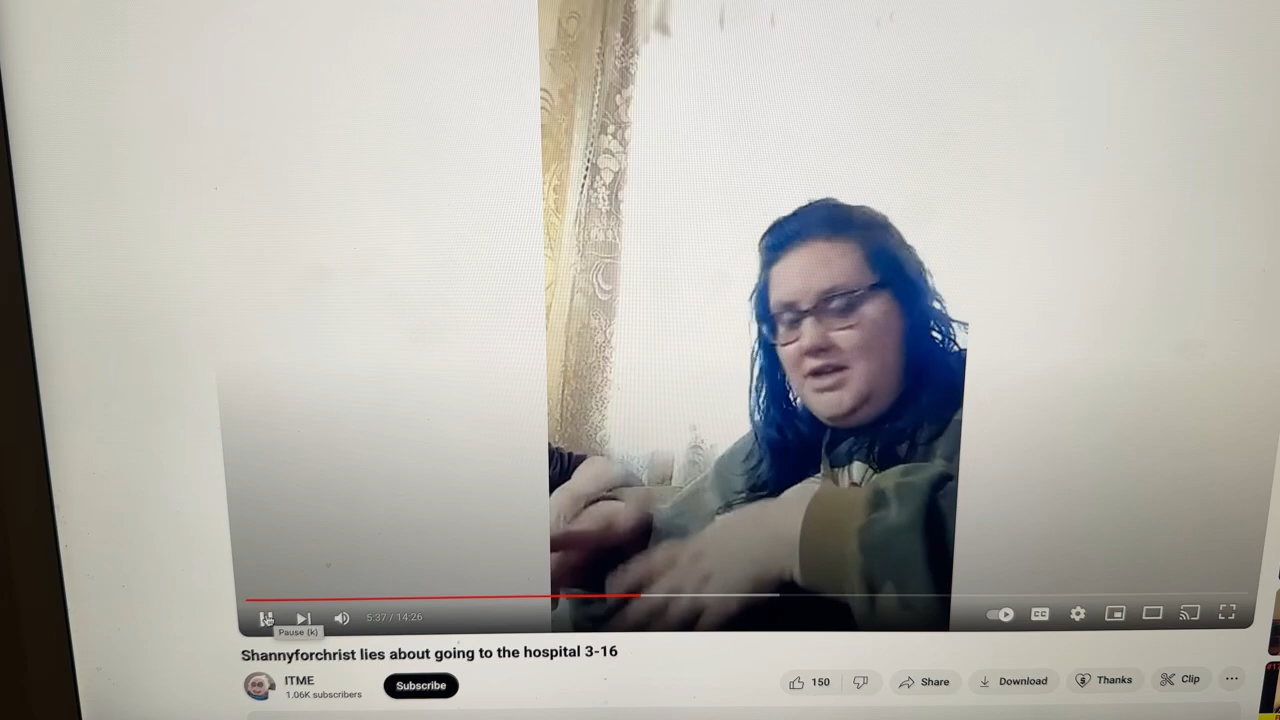 5:37 / 14:26
CC
Pause (k)
Shannyforchrist lies about going to the hospital 3-16
ITME
1.06K subscribers
Subscribe
150
Share
Download
Thanks
Clip